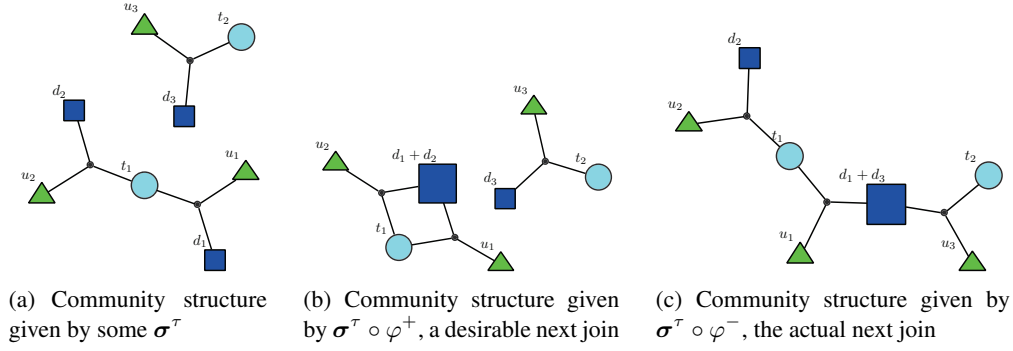 u₃
t₂
d₃
d₂
u₂
t₁
u₁
d₁
(a) Community structure
given by some σ^τ
u₃
u₂
d₁ + d₂
t₂
d₃
t₁
u₁
(b) Community structure given
by σ^τ ∘ φ⁺, a desirable next join
d₂
u₂
t₁
t₂
d₁ + d₃
u₁
u₃
(c) Community structure given by
σ^τ ∘ φ⁻, the actual next join